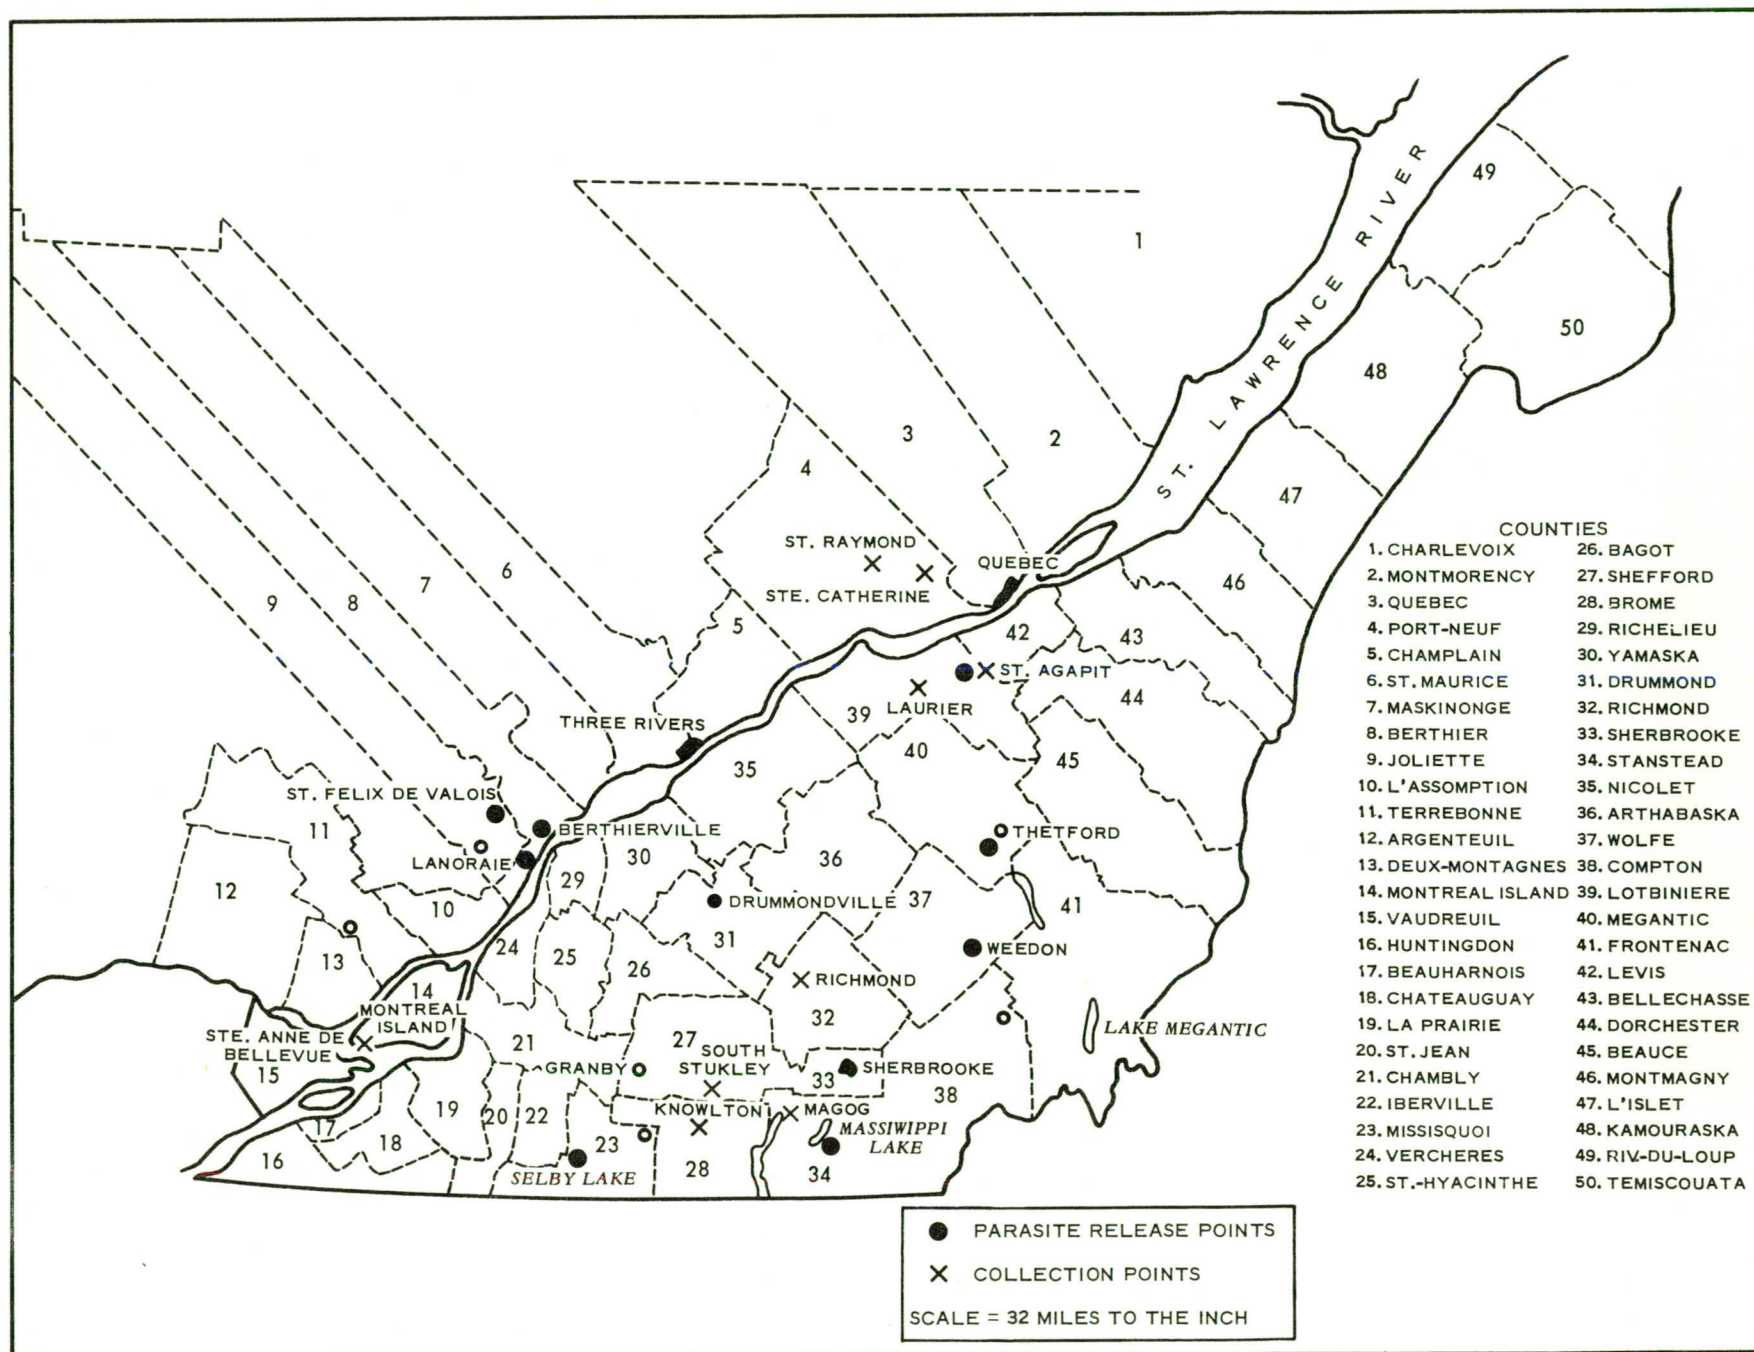 49
1
50
ST. LAWRENCE RIVER
48
3
2
4
47
ST. RAYMOND
QUEBEC
STE. CATHERINE
6
7
8
9
46
5
42
43
ST. AGAPIT
44
LAURIER
39
THREE RIVERS
40
45
35
ST. FELIX DE VALOIS
11
BERTHIERVILLE
THETFORD
LANORAIE
30
36
29
12
DRUMMONDVILLE
37
41
10
31
24
25
WEEDON
13
26
RICHMOND
14
MONTREAL
ISLAND
32
LAKE MEGANTIC
STE. ANNE DE
BELLEVUE
21
27
SOUTH
STUKLEY
GRANBY
SHERBROOKE
33
15
38
KNOWLTON
MAGOG
19
20
22
17
MASSIWIPPI
LAKE
18
23
16
28
34
SELBY LAKE
COUNTIES
1. CHARLEVOIX
2. MONTMORENCY
3. QUEBEC
4. PORT-NEUF
5. CHAMPLAIN
6. ST. MAURICE
7. MASKINONGE
8. BERTHIER
9. JOLIETTE
10. L'ASSOMPTION
11. TERREBONNE
12. ARGENTEUIL
13. DEUX-MONTAGNES
14. MONTREAL ISLAND
15. VAUDREUIL
16. HUNTINGDON
17. BEAUHARNOIS
18. CHATEAUGUAY
19. LA PRAIRIE
20. ST. JEAN
21. CHAMBLY
22. IBERVILLE
23. MISSISQUOI
24. VERCHERES
25. ST.-HYACINTHE
26. BAGOT
27. SHEFFORD
28. BROME
29. RICHELIEU
30. YAMASKA
31. DRUMMOND
32. RICHMOND
33. SHERBROOKE
34. STANSTEAD
35. NICOLET
36. ARTHABASKA
37. WOLFE
38. COMPTON
39. LOTBINIERE
40. MEGANTIC
41. FRONTENAC
42. LEVIS
43. BELLECHASSE
44. DORCHESTER
45. BEAUCE
46. MONTMAGNY
47. L'ISLET
48. KAMOURASKA
49. RIV-DU-LOUP
50. TEMISCOUATA
PARASITE RELEASE POINTS
COLLECTION POINTS
SCALE = 32 MILES TO THE INCH